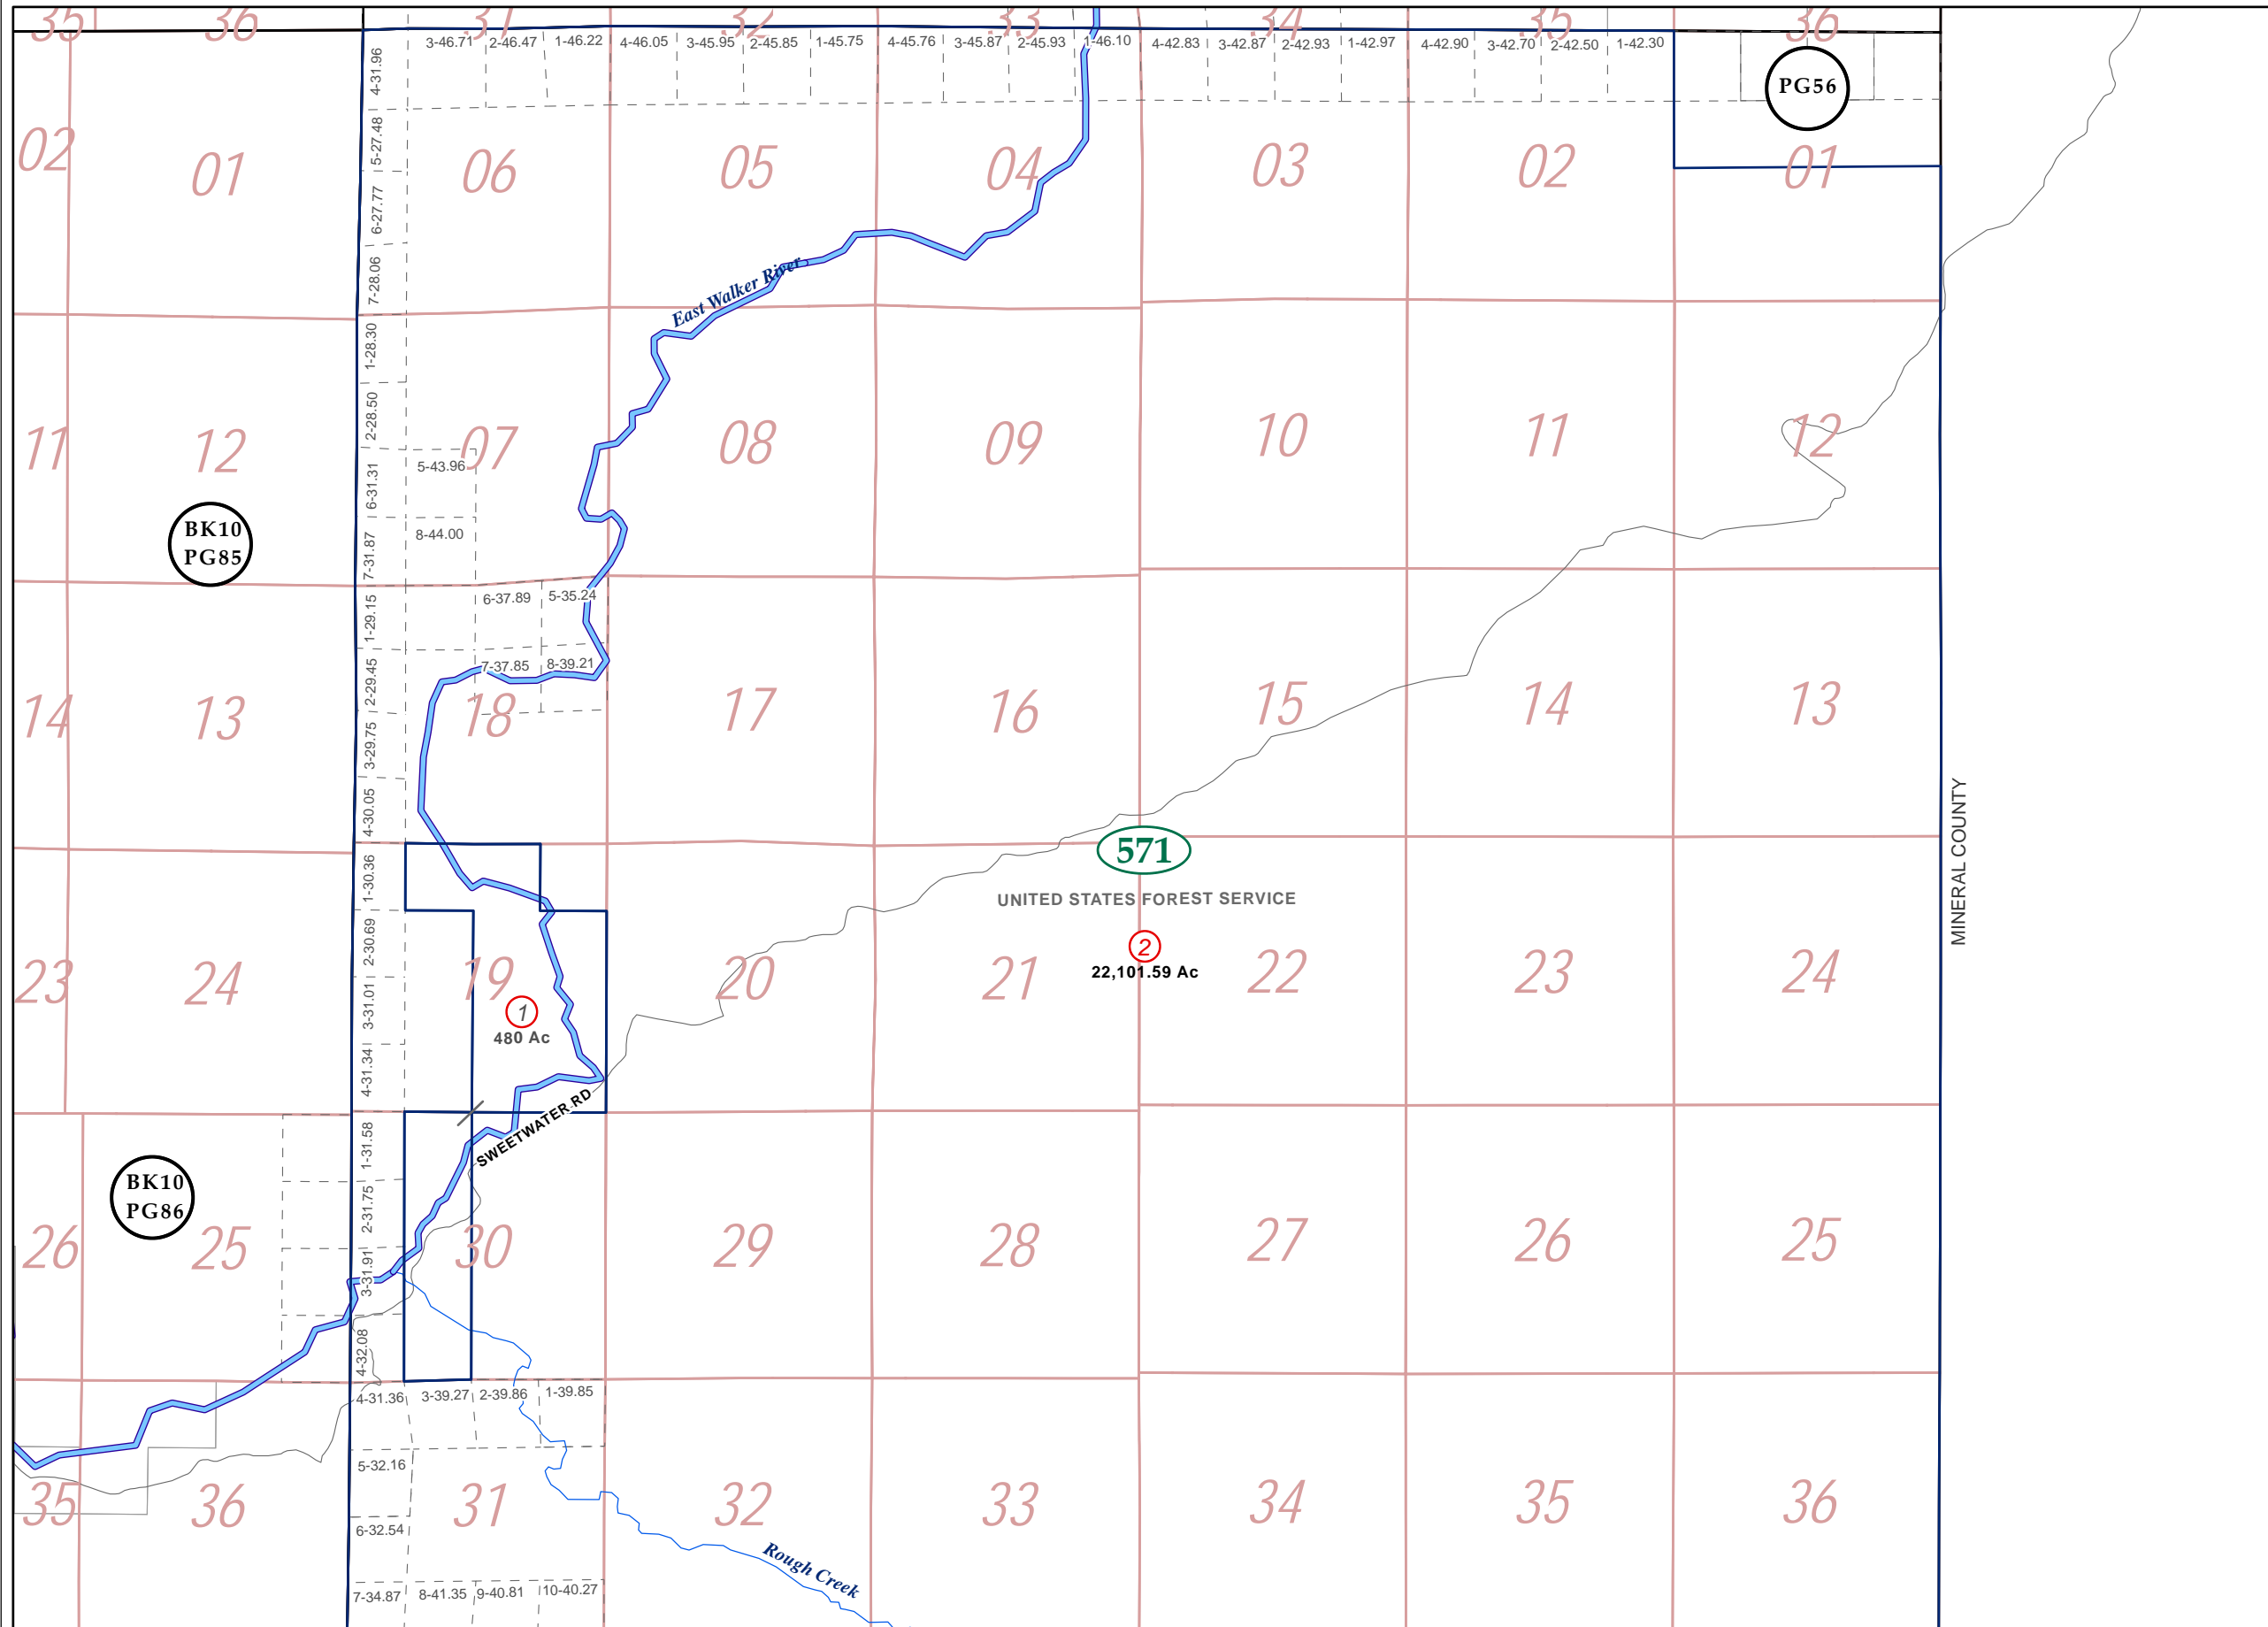 35 36 31 32 33 34 35 36
3-46.71 2-46.47 1-46.22 4-46.05 3-45.95 2-45.85 1-45.75 4-45.76 3-45.87 2-45.93 1-46.10 4-42.83 3-42.87 2-42.93 1-42.97 4-42.90 3-42.70 2-42.50 1-42.30
PG56
4-31.96
5-27.48
6-27.77
7-28.06
02 01 06 05 04 03 02 01
East Walker River
1-28.30
2-28.50
6-31.31
7-31.87
11 12 07 08 09 10 11 12
5-43.96
8-44.00
BK10
PG85
6-37.89 5-35.24
7-37.85 8-39.21
1-29.15
2-29.45
3-29.75
4-30.05
14 13 18 17 16 15 14 13
571
UNITED STATES FOREST SERVICE
2
22,101.59 Ac
MINERAL COUNTY
1-30.36
2-30.69
3-31.01
4-31.34
23 24 19 20 21 22 23 24
1
480 Ac
SWEETWATER RD
BK10
PG86
1-31.58
2-31.75
3-31.91
4-32.08
26 25 30 29 28 27 26 25
4-31.36 3-39.27 2-39.86 1-39.85
5-32.16
35 36 31 32 33 34 35 36
6-32.54
Rough Creek
7-34.87 8-41.35 9-40.81 10-40.27